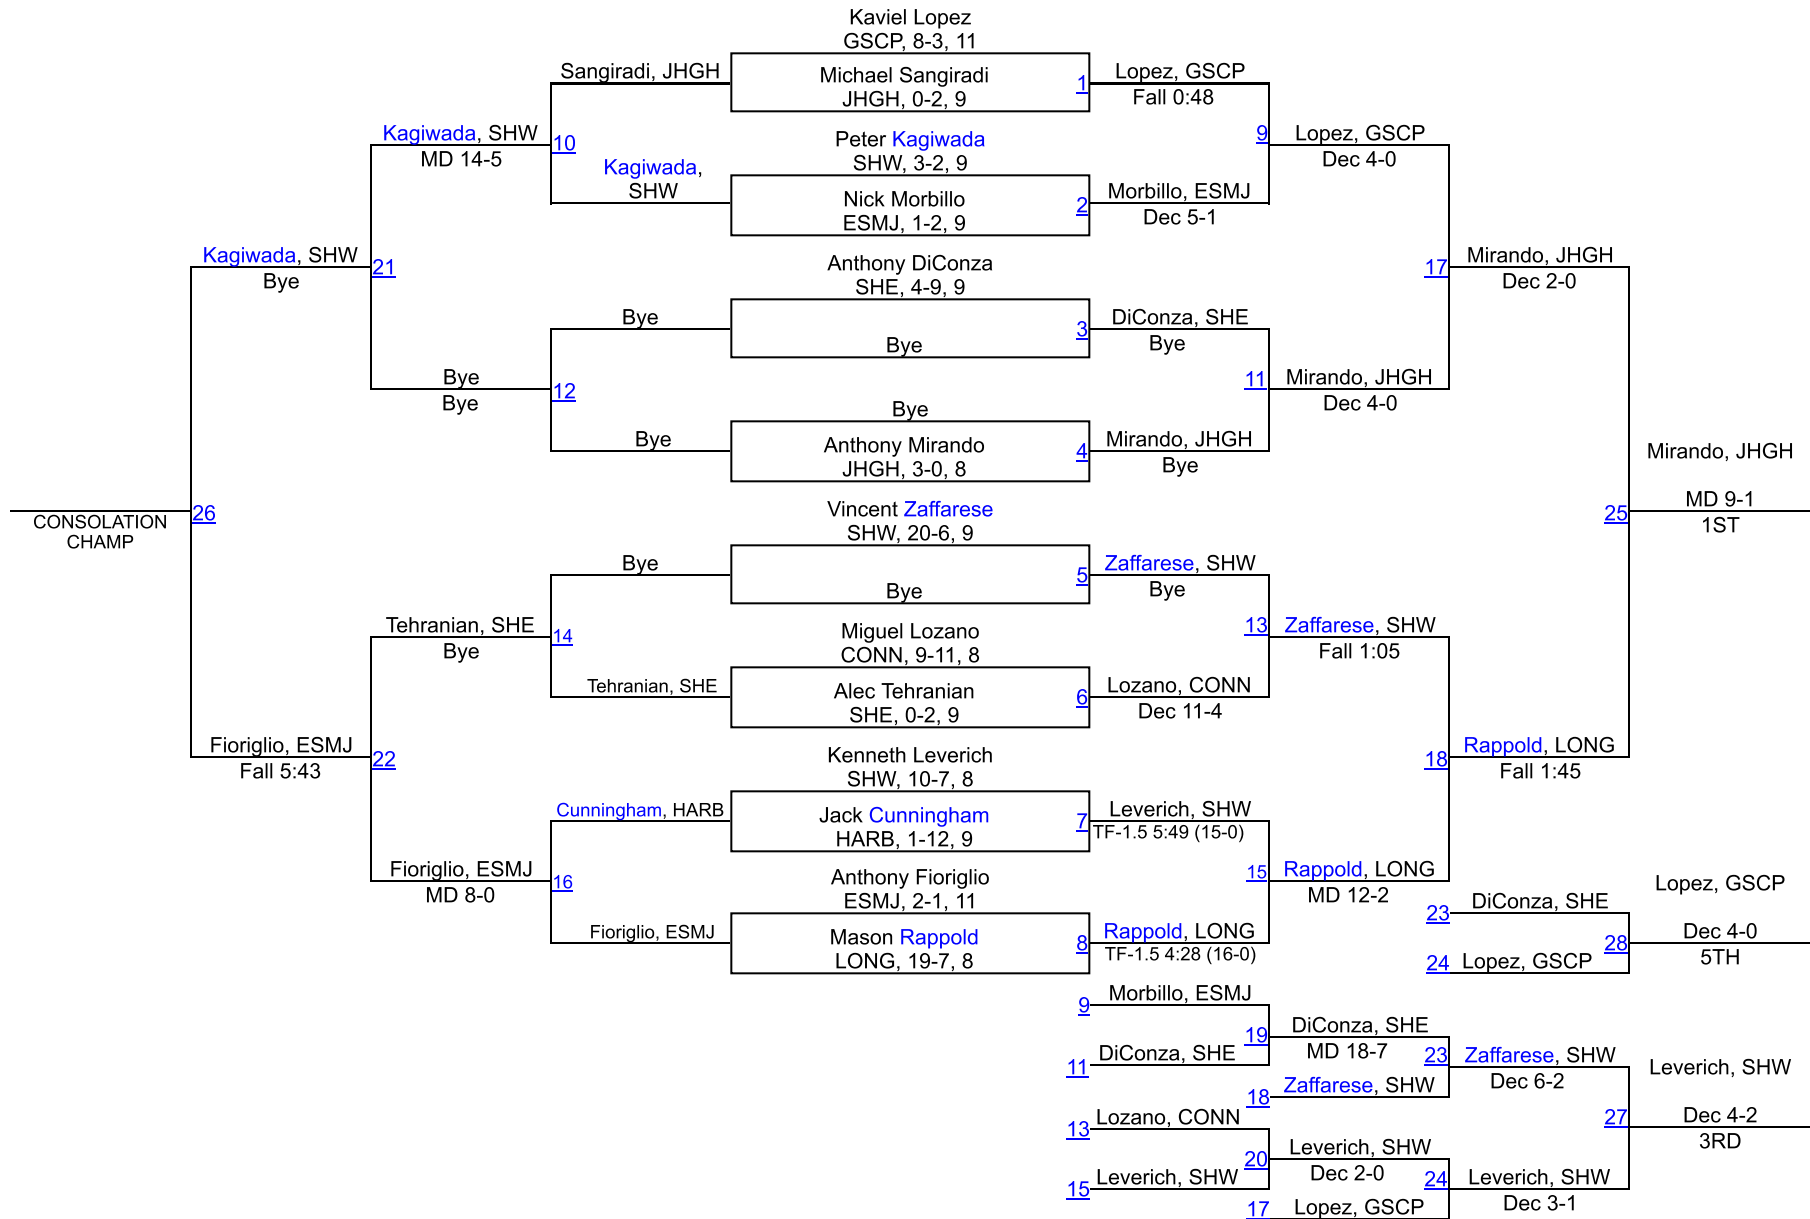 Kaviel Lopez
GSCP, 8-3, 11
Sangiradi, JHGH
Michael Sangiradi
JHGH, 0-2, 9
1
Lopez, GSCP
Fall 0:48
Kagiwada, SHW
MD 14-5
10
Peter Kagiwada
SHW, 3-2, 9
9
Lopez, GSCP
Dec 4-0
Kagiwada,
SHW
Nick Morbillo
ESMJ, 1-2, 9
2
Morbillo, ESMJ
Dec 5-1
Kagiwada, SHW
Bye
21
Anthony DiConza
SHE, 4-9, 9
17
Mirando, JHGH
Dec 2-0
Bye
Bye
3
DiConza, SHE
Bye
Bye
Bye
12
Bye
11
Mirando, JHGH
Dec 4-0
Bye
Anthony Mirando
JHGH, 3-0, 8
4
Mirando, JHGH
Bye
Mirando, JHGH
CONSOLATION
CHAMP
26
Vincent Zaffarese
SHW, 20-6, 9
25
MD 9-1
1ST
Bye
Bye
5
Zaffarese, SHW
Bye
Tehranian, SHE
Bye
14
Miguel Lozano
CONN, 9-11, 8
13
Zaffarese, SHW
Fall 1:05
Tehranian, SHE
Alec Tehranian
SHE, 0-2, 9
6
Lozano, CONN
Dec 11-4
Fioriglio, ESMJ
Fall 5:43
22
Kenneth Leverich
SHW, 10-7, 8
18
Rappold, LONG
Fall 1:45
Cunningham, HARB
Jack Cunningham
HARB, 1-12, 9
7
Leverich, SHW
TF-1.5 5:49 (15-0)
Fioriglio, ESMJ
MD 8-0
16
Anthony Fioriglio
ESMJ, 2-1, 11
15
Rappold, LONG
MD 12-2
Fioriglio, ESMJ
Mason Rappold
LONG, 19-7, 8
8
Rappold, LONG
TF-1.5 4:28 (16-0)
23
DiConza, SHE
24
Lopez, GSCP
28
Lopez, GSCP
Dec 4-0
5TH
9
Morbillo, ESMJ
11
DiConza, SHE
19
DiConza, SHE
MD 18-7
18
Zaffarese, SHW
23
Zaffarese, SHW
Dec 6-2
13
Lozano, CONN
15
Leverich, SHW
20
Leverich, SHW
Dec 2-0
17
Lopez, GSCP
24
Leverich, SHW
Dec 3-1
27
Leverich, SHW
Dec 4-2
3RD